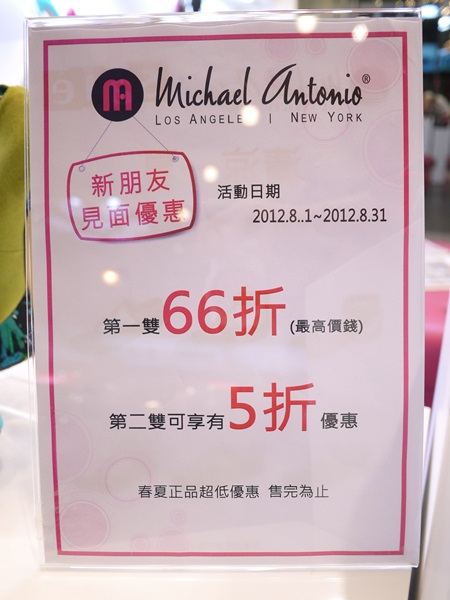 Michael Antonio®
LOS ANGELES | NEW YORK
新朋友
見面優惠
活動日期
2012.8..1~2012.8.31
第一雙66折(最高價錢)
第二雙可享有5折優惠
春夏正品超低優惠 售完為止